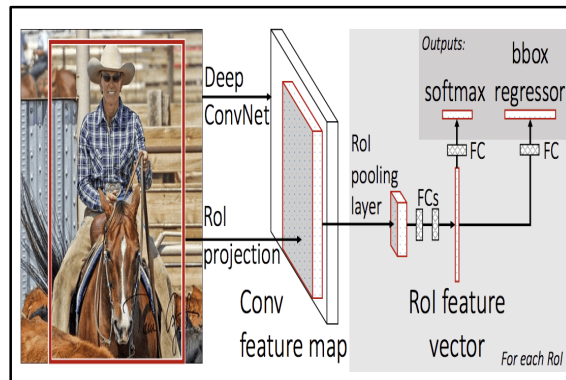 Deep
ConvNet
RoI
projection
Conv
feature map
RoI
pooling
layer
FCs
RoI feature
vector
Outputs:
softmax
bbox
regressor
FC
FC
For each RoI